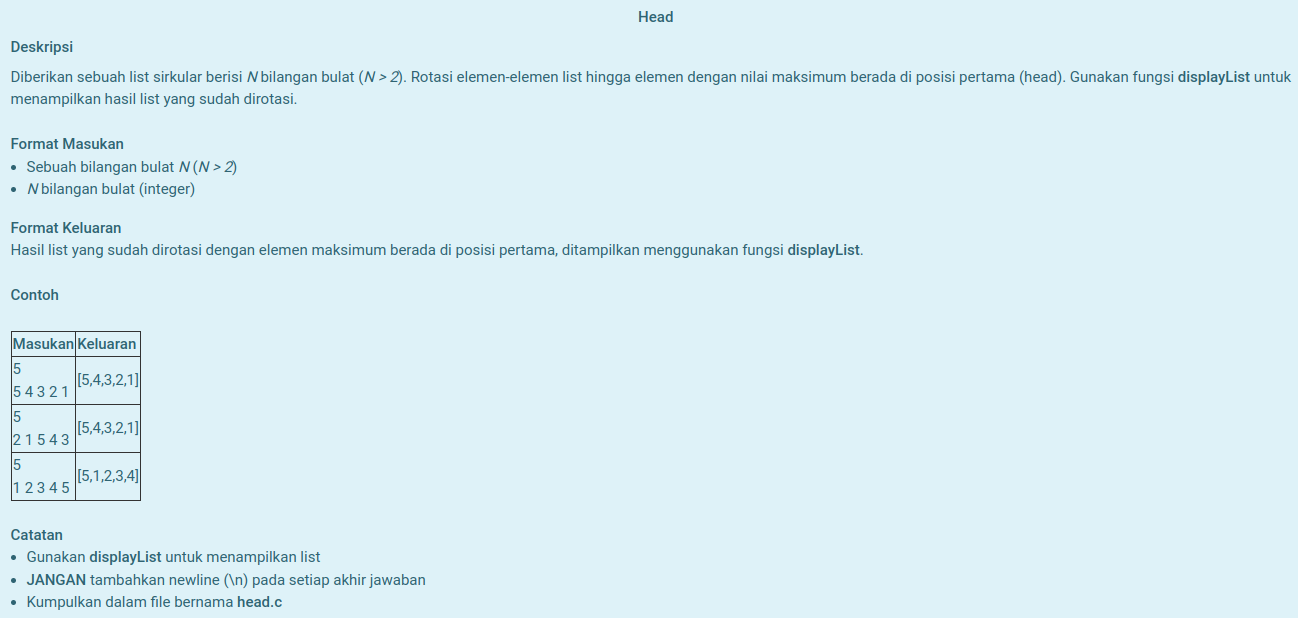 Head
Deskripsi
Diberikan sebuah list sirkular berisi N bilangan bulat (N > 2). Rotasi elemen-elemen list hingga elemen dengan nilai maksimum berada di posisi pertama (head). Gunakan fungsi displayList untuk
menampilkan hasil list yang sudah dirotasi.
Format Masukan
• Sebuah bilangan bulat N (N > 2)
• N bilangan bulat (integer)
Format Keluaran
Hasil list yang sudah dirotasi dengan elemen maksimum berada di posisi pertama, ditampilkan menggunakan fungsi displayList.
Contoh
Masukan Keluaran
5
5 4 3 2 1
[5,4,3,2,1]
5
2 1 5 4 3
[5,4,3,2,1]
5
1 2 3 4 5
[5,1,2,3,4]
Catatan
• Gunakan displayList untuk menampilkan list
• JANGAN tambahkan newline (\n) pada setiap akhir jawaban
• Kumpulkan dalam file bernama head.c